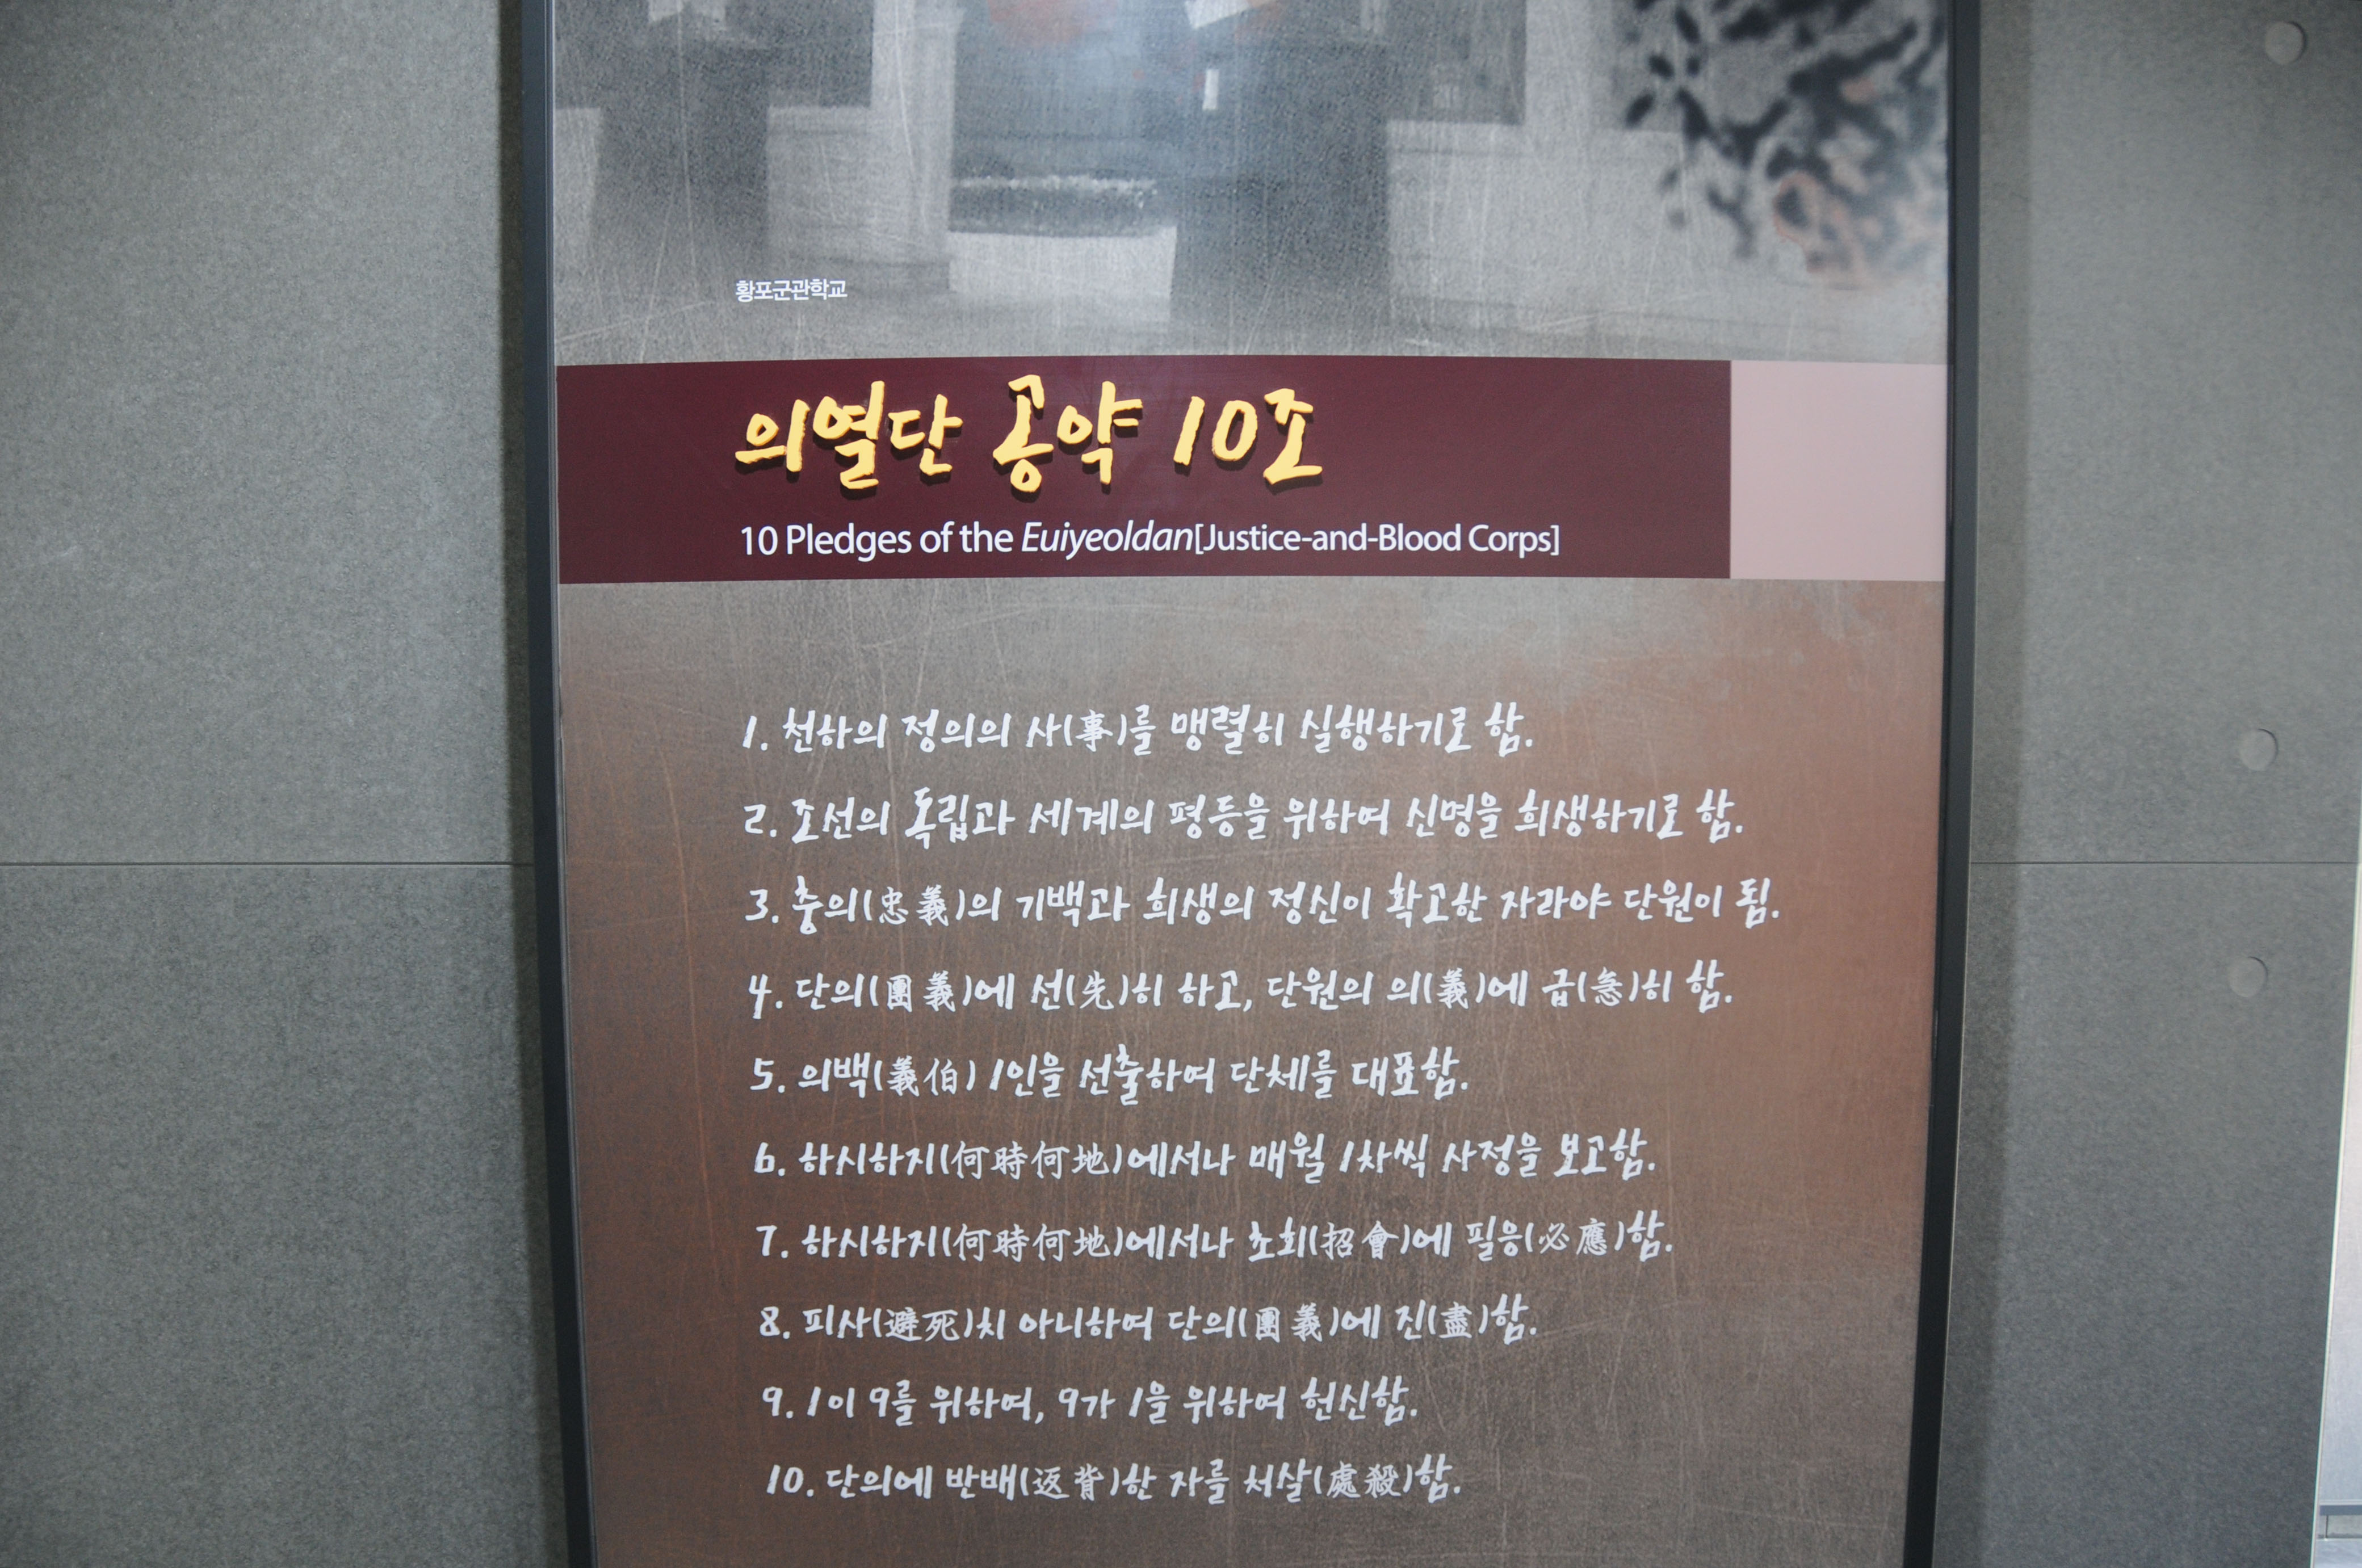 황포군관학교
의열단 공약 10조
10 Pledges of the Euiyeoldan[Justice-and-Blood Corps]
1. 천하의 정의의 사(事)를 맹렬히 실행하기로 함.
2. 조선의 독립과 세계의 평등을 위하여 신명을 희생하기로 함.
3. 충의(忠義)의 기백과 희생의 정신이 확고한 자라야 단원이 됨.
4. 단의(團義)에 선(先)히 하고, 단원의 의(義)에 급(急)히 함.
5. 의백(義伯) 1인을 선출하여 단체를 대표함.
6. 하시하지(何時何地)에서나 매월 1차씩 사정을 보고함.
7. 하시하지(何時何地)에서나 초회(招會)에 필응(必應)함.
8. 피사(避死)치 아니하여 단의(團義)에 진(盡)함.
9. 1이 9를 위하여, 9가 1을 위하여 헌신함.
10. 단의에 반배(返背)한 자를 처살(處殺)함.